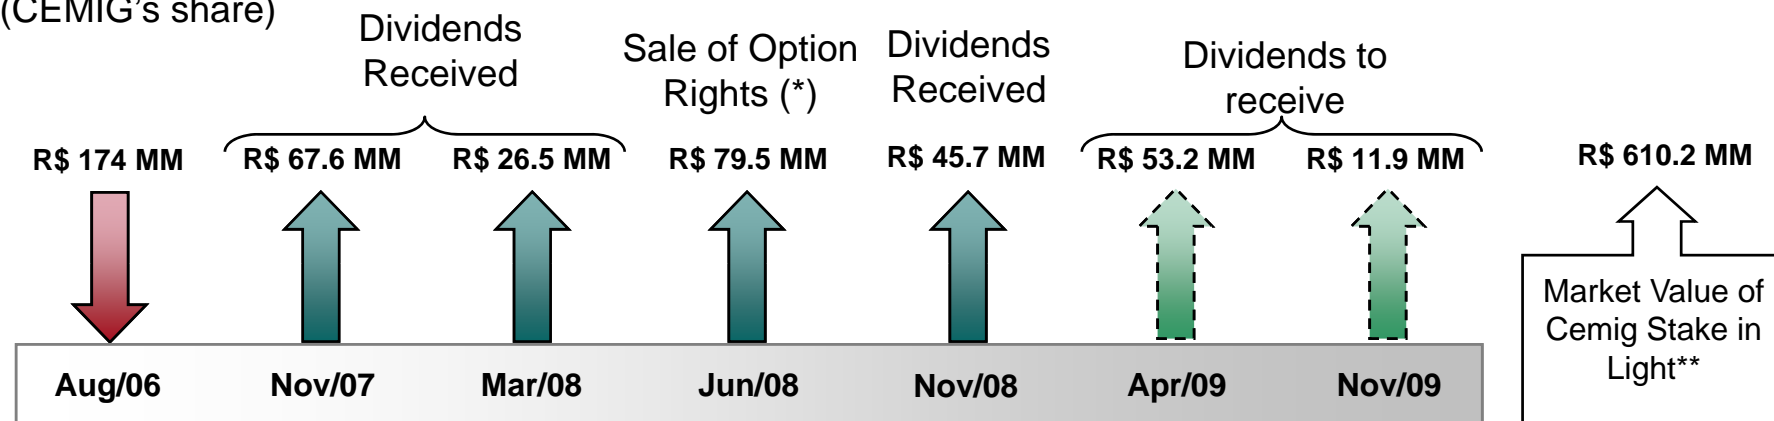 (CEMIG's share)
Dividends
Received
Sale of Option
Rights (*)
Dividends
Received
Dividends to
receive
R$ 174 MM
R$ 67.6 MM
R$ 26.5 MM
R$ 79.5 MM
R$ 45.7 MM
R$ 53.2 MM
R$ 11.9 MM
R$ 610.2 MM
Market Value of
Cemig Stake in
Light**
Aug/06
Nov/07
Mar/08
Jun/08
Nov/08
Apr/09
Nov/09